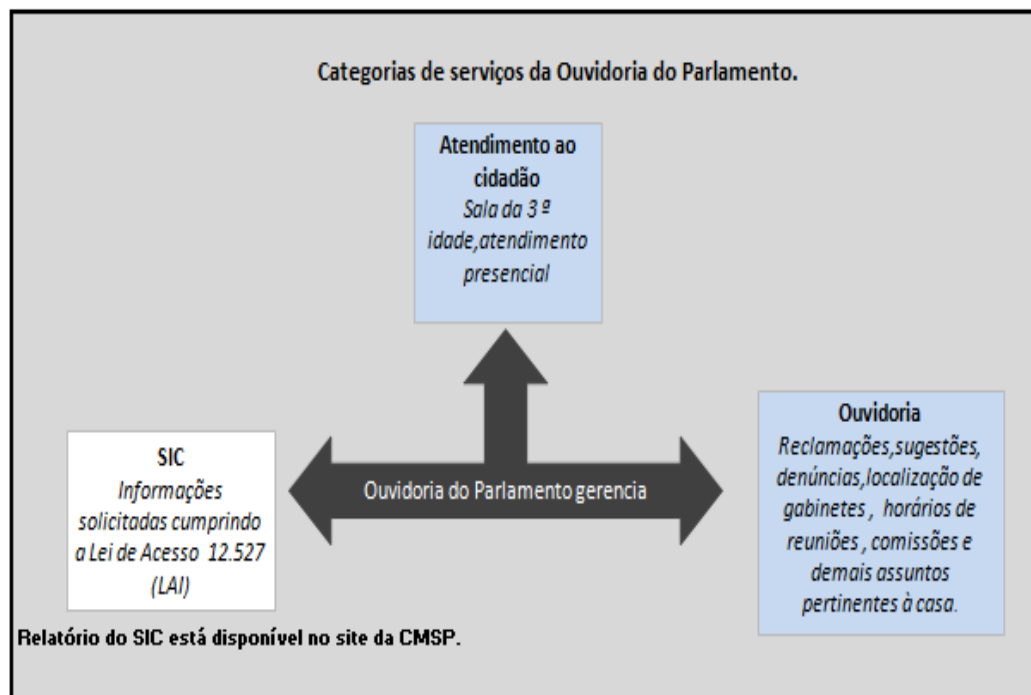 Categorias de serviços da Ouvidoria do Parlamento.
Atendimento ao
cidadão
Sala da 3 ª
idade,atendimento
presencial
SIC
Informações
solicitadas cumprindo
a Lei de Acesso 12.527
(LAI)
Ouvidoria do Parlamento gerencia
Ouvidoria
Reclamações,sugestões,
denúncias,localização de
gabinetes , horários de
reuniões , comissões e
demais assuntos
pertinentes à casa.
Relatório do SIC está disponível no site da CMSP.